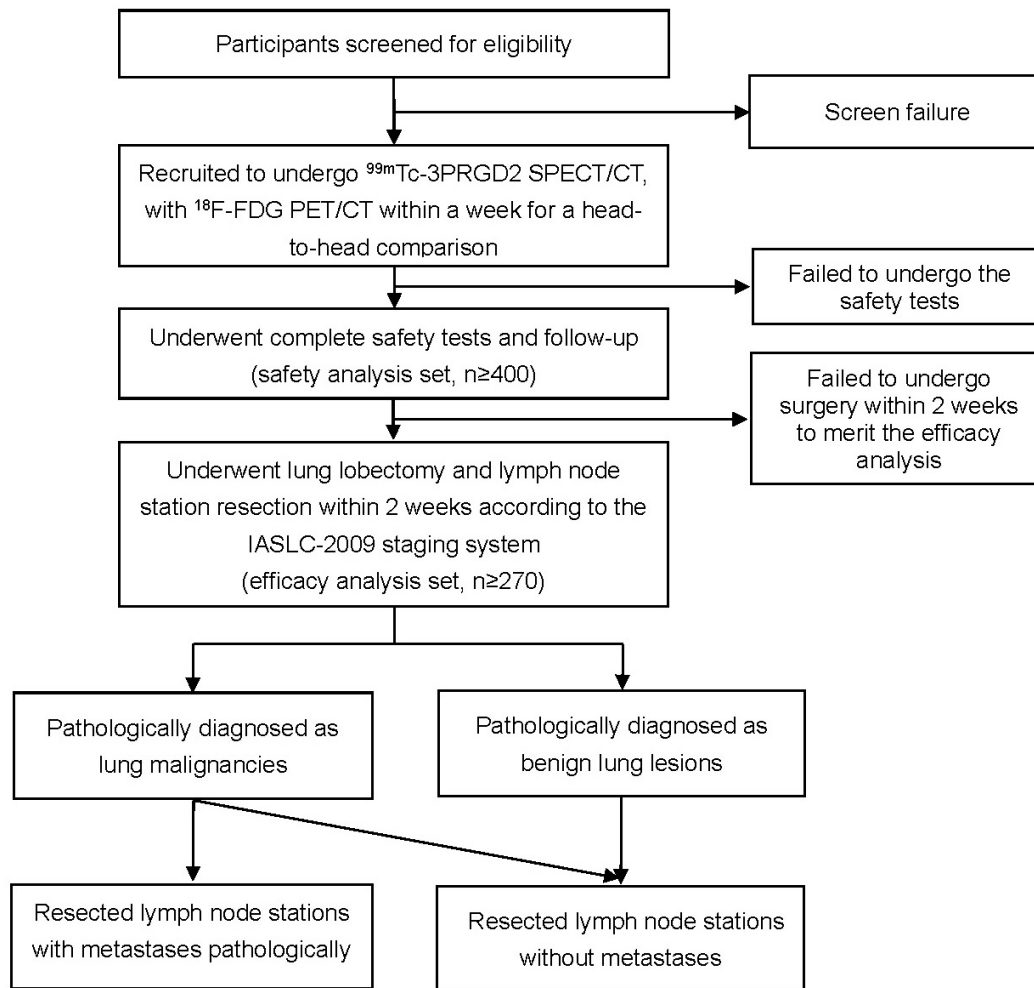 Participants screened for eligibility
Screen failure
Recruited to undergo ⁹⁹ᵐTc-3PRGD2 SPECT/CT,
with ¹⁸F-FDG PET/CT within a week for a head-
to-head comparison
Failed to undergo the
safety tests
Underwent complete safety tests and follow-up
(safety analysis set, n≥400)
Failed to undergo
surgery within 2 weeks
to merit the efficacy
analysis
Underwent lung lobectomy and lymph node
station resection within 2 weeks according to the
IASLC-2009 staging system
(efficacy analysis set, n≥270)
Pathologically diagnosed as
lung malignancies
Pathologically diagnosed as
benign lung lesions
Resected lymph node stations
with metastases pathologically
Resected lymph node stations
without metastases